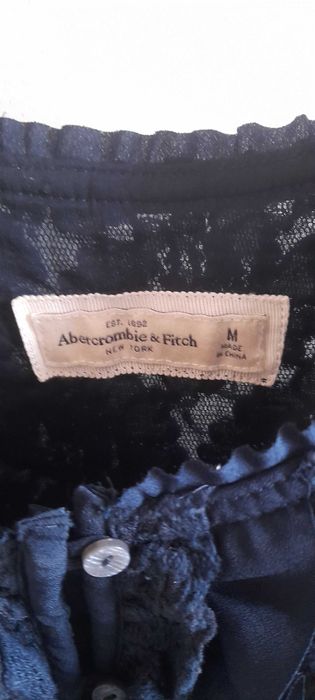 EST. 1892
Abercrombie & Fitch
NEW YORK
M
MADE
IN CHINA